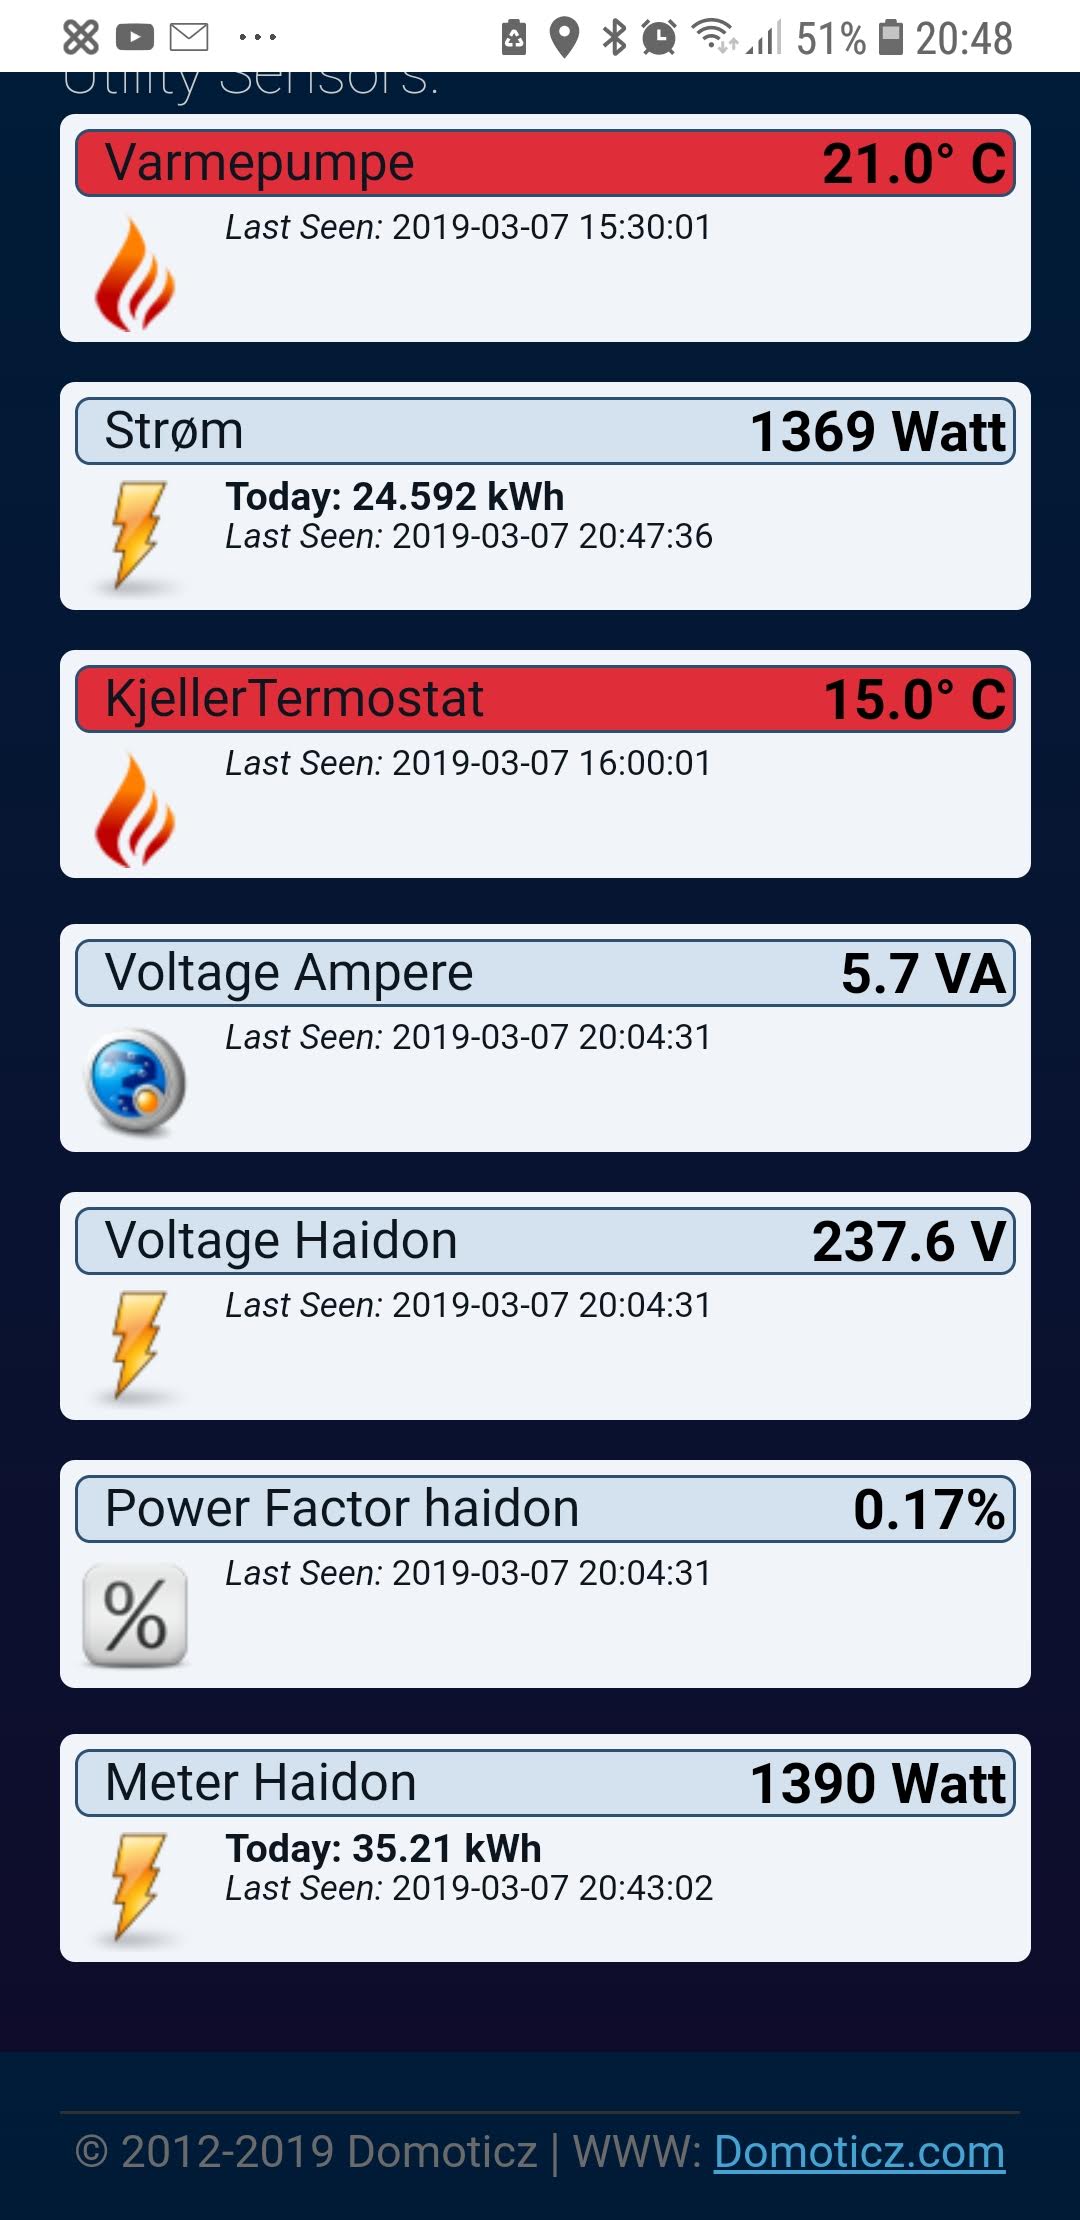 51% 20:48
Utility Sensors:
Varmepumpe 21.0° C
Last Seen: 2019-03-07 15:30:01
Strøm 1369 Watt
Today: 24.592 kWh
Last Seen: 2019-03-07 20:47:36
KjellerTermostat 15.0° C
Last Seen: 2019-03-07 16:00:01
Voltage Ampere 5.7 VA
Last Seen: 2019-03-07 20:04:31
Voltage Haidon 237.6 V
Last Seen: 2019-03-07 20:04:31
Power Factor haidon 0.17%
Last Seen: 2019-03-07 20:04:31
%
Meter Haidon 1390 Watt
Today: 35.21 kWh
Last Seen: 2019-03-07 20:43:02
© 2012-2019 Domoticz | WWW: Domoticz.com